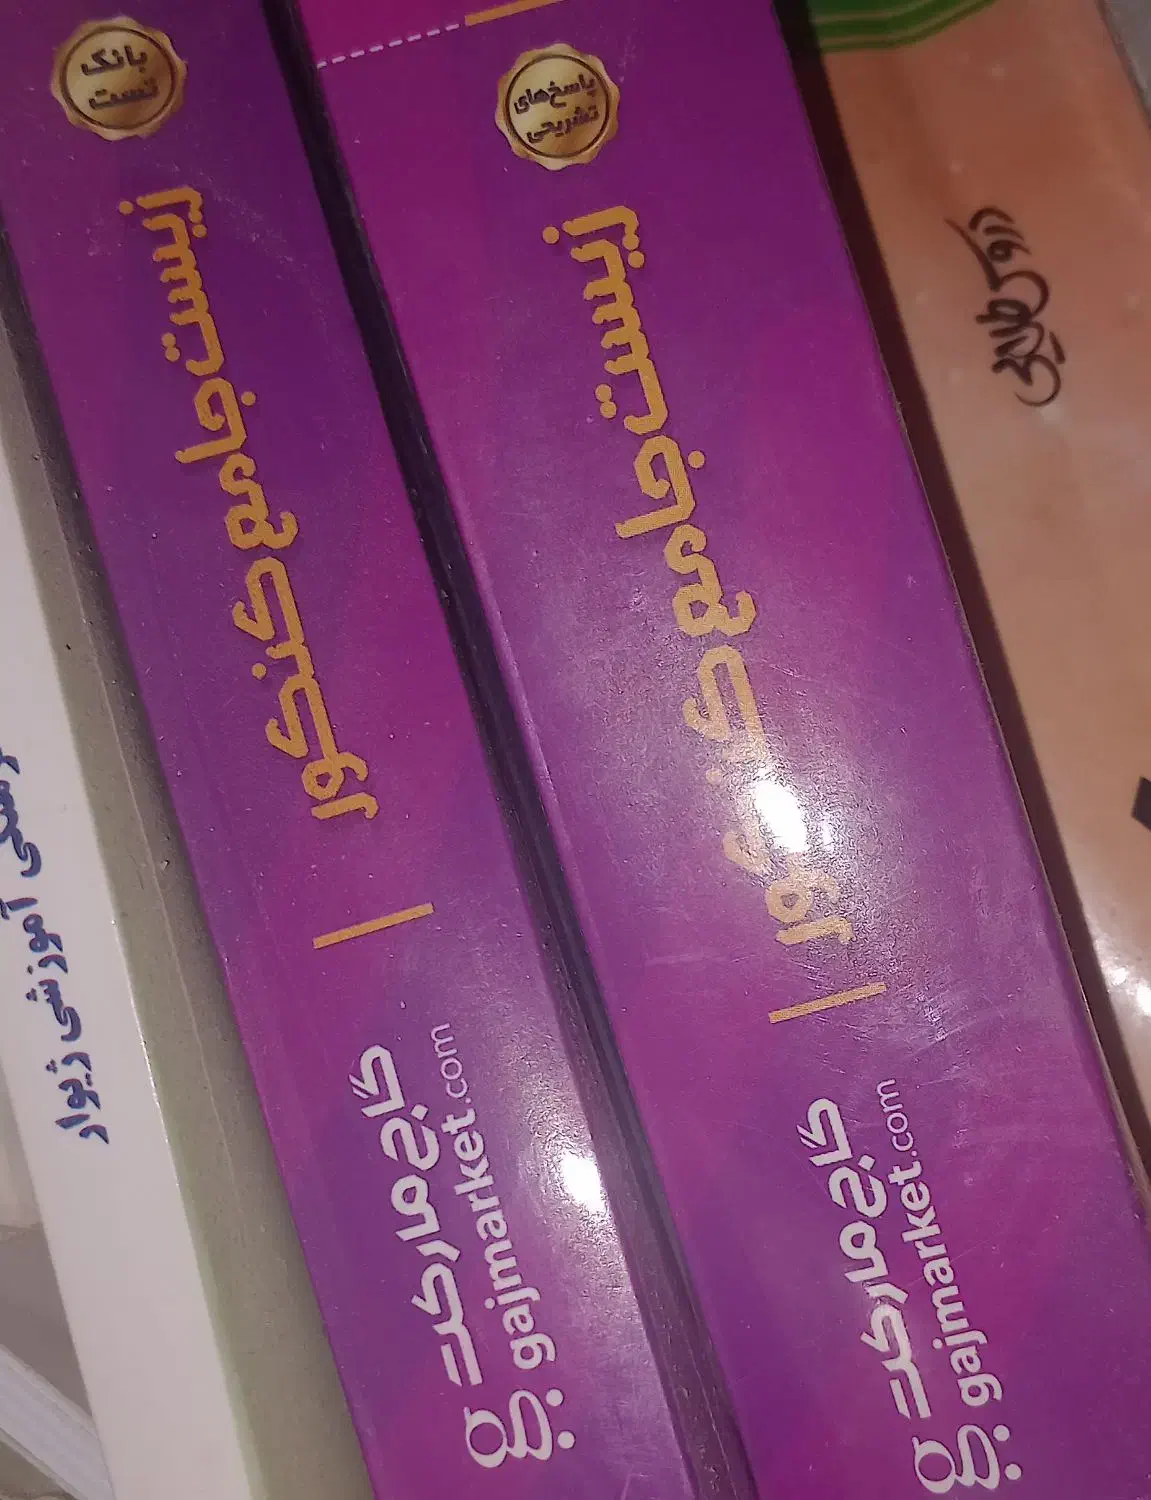 بانک
تست
زیست جامع کنکور
گاج مارکت
gajmarket.com
پاسخ‌های
تشریحی
زیست جامع کنکور
گاج مارکت
gajmarket.com
آموزشی ژیوار